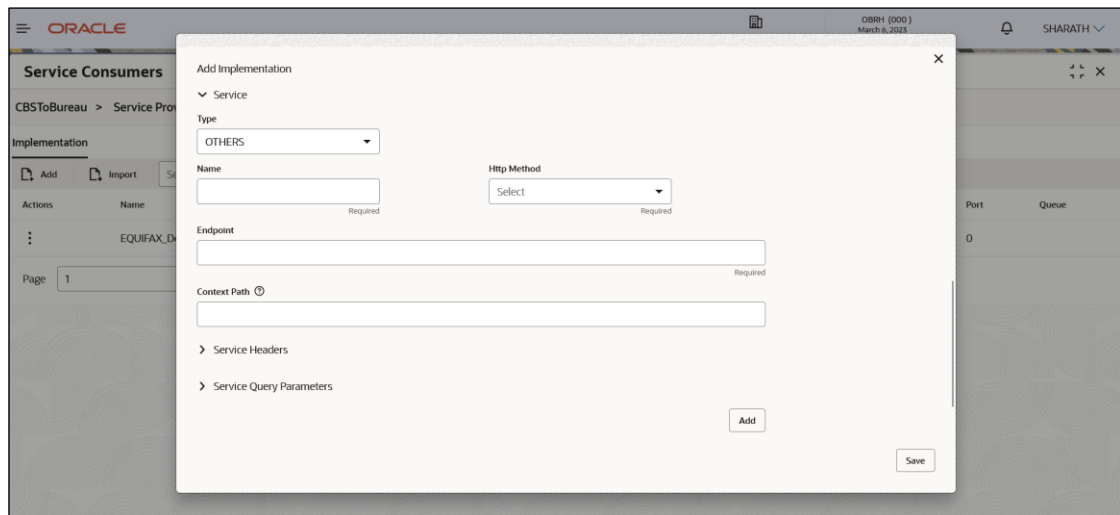 ORACLE
OBRH (000 )
March 6, 2023
SHARATH
Service Consumers
Add Implementation
Service
CBSToBureau > Service Prov
Type
OTHERS
Implementation
Name
Http Method
Add
Import
Se
Select
Required
Required
Actions
Name
Port
Queue
Endpoint
EQUIFAX_D
0
Required
Page
1
Context Path
Service Headers
Service Query Parameters
Add
Save